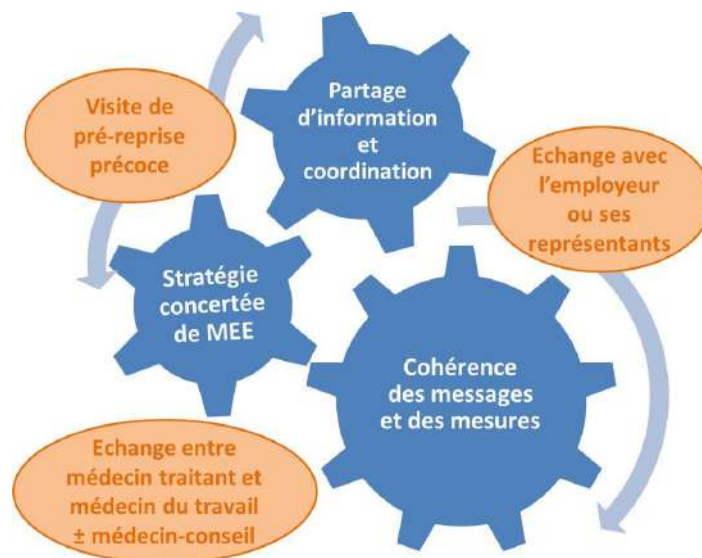 Partage
d'information
et
coordination
Visite de
pré-reprise
précoce
Echange avec
l'employeur
ou ses
représentants
Stratégie
concertée
de MEE
Cohérence
des messages
et des mesures
Echange entre
médecin traitant et
médecin du travail
± médecin-conseil